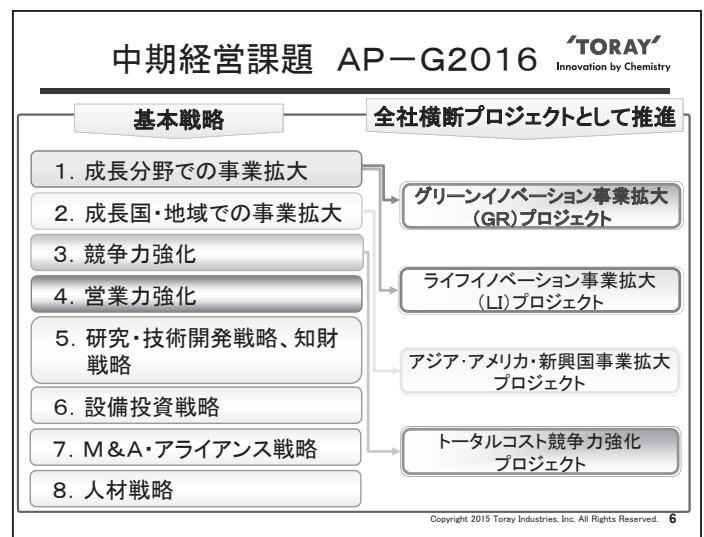 中期経営課題 AP－G2016
'TORAY'
Innovation by Chemistry
基本戦略
全社横断プロジェクトとして推進
1. 成長分野での事業拡大
2. 成長国・地域での事業拡大
3. 競争力強化
4. 営業力強化
5. 研究・技術開発戦略、知財
戦略
6. 設備投資戦略
7. M&A・アライアンス戦略
8. 人材戦略
グリーンイノベーション事業拡大
(GR)プロジェクト
ライフイノベーション事業拡大
(LI)プロジェクト
アジア・アメリカ・新興国事業拡大
プロジェクト
トータルコスト競争力強化
プロジェクト
Copyright 2015 Toray Industries, Inc. All Rights Reserved. 6